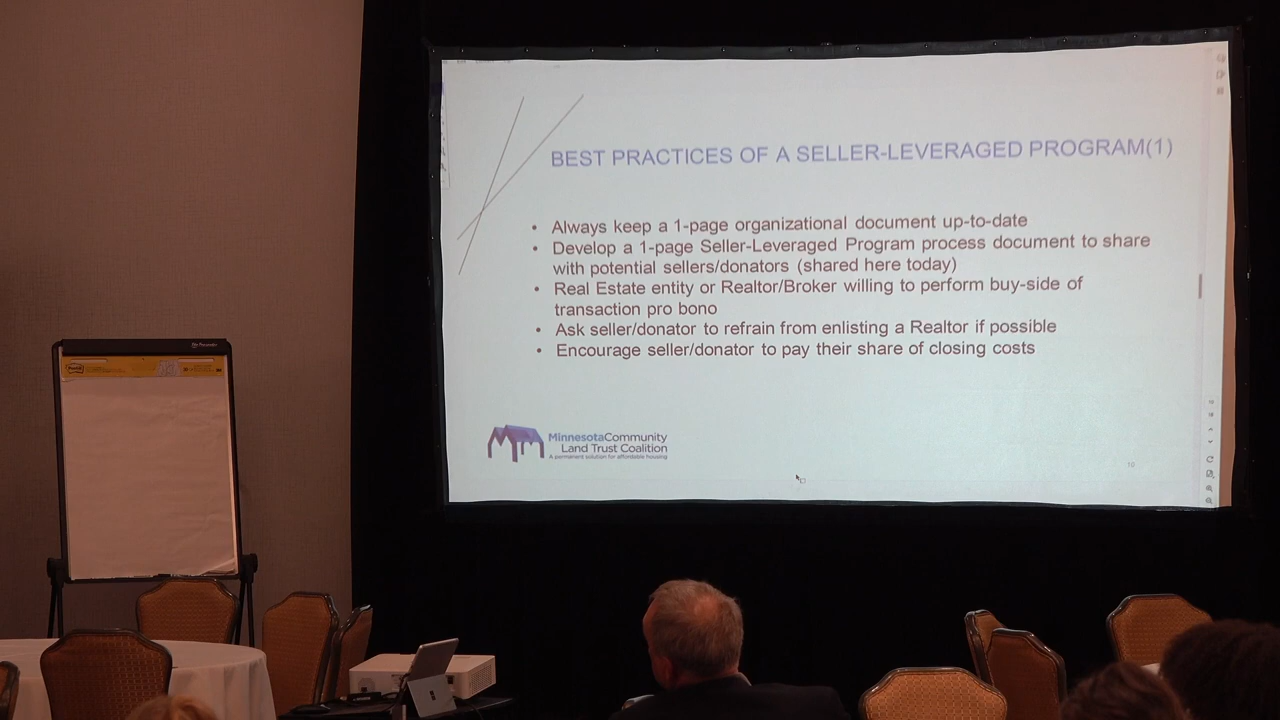 BEST PRACTICES OF A SELLER-LEVERAGED PROGRAM(1)
• Always keep a 1-page organizational document up-to-date
• Develop a 1-page Seller-Leveraged Program process document to share
with potential sellers/donators (shared here today)
• Real Estate entity or Realtor/Broker willing to perform buy-side of
transaction pro bono
• Ask seller/donator to refrain from enlisting a Realtor if possible
• Encourage seller/donator to pay their share of closing costs
MinnesotaCommunity
Land Trust Coalition
A permanent solution for affordable housing
Post-it